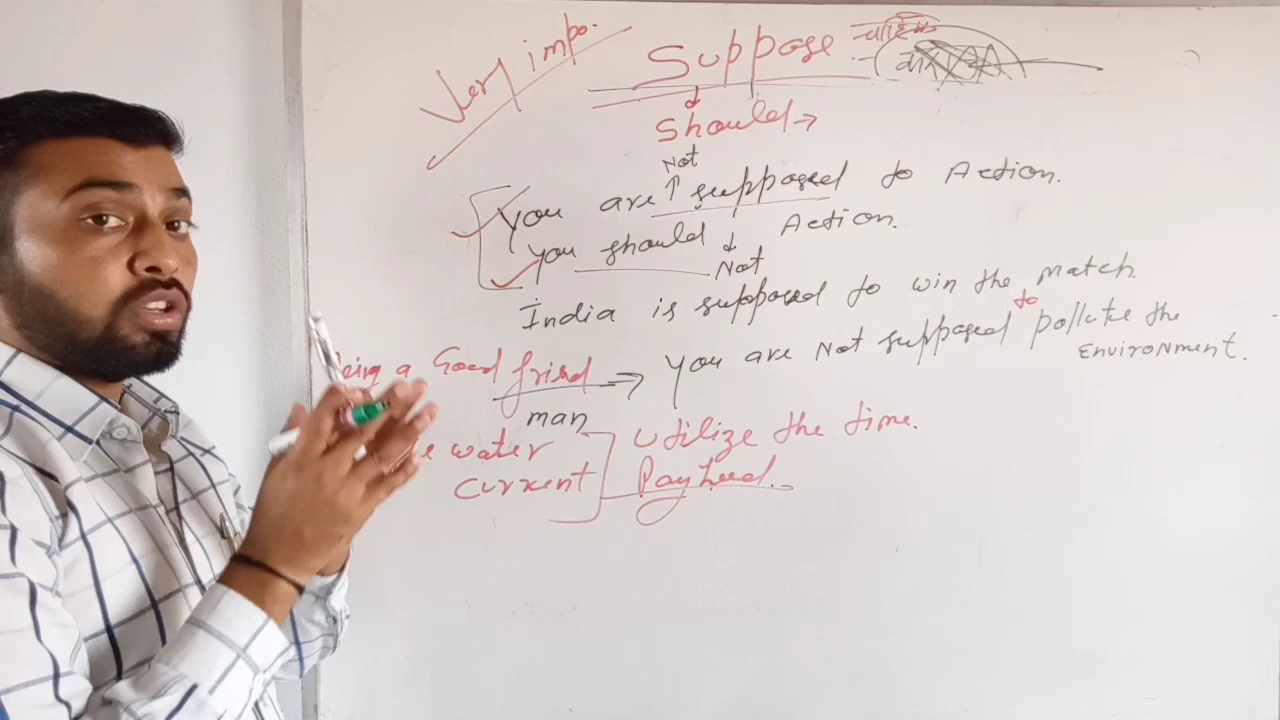 Very impo.
Suppose
Should →
Not
You are ↑ supposed to Action.
You should ↓ Action.
Not
India is supposed to win the match.
Being a Good friend → You are Not supposed to pollute the
Environment.
man
water utilize the time.
current Pay heed.